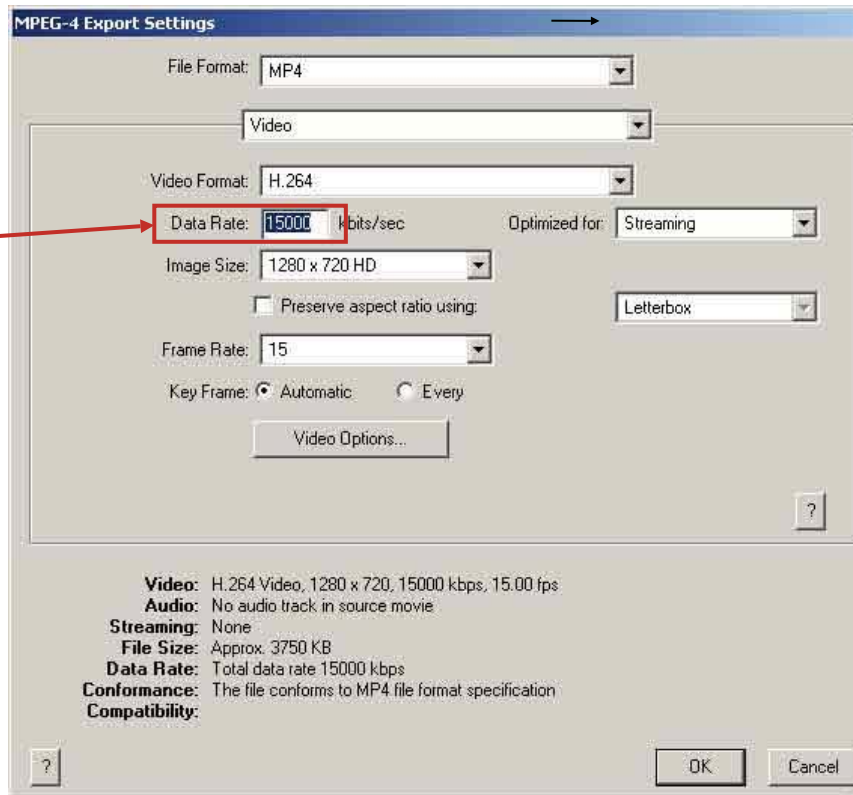 MPEG-4 Export Settings
File Format: MP4
Video
Video Format: H.264
Data Rate: 15000 kbits/sec Optimized for: Streaming
Image Size: 1280 x 720 HD
Preserve aspect ratio using: Letterbox
Frame Rate: 15
Key Frame: Automatic Every
Video Options...
?
Video: H.264 Video, 1280 x 720, 15000 kbps, 15.00 fps
Audio: No audio track in source movie
Streaming: None
File Size: Approx. 3750 KB
Data Rate: Total data rate 15000 kbps
Conformance: The file conforms to MP4 file format specification
Compatibility:
? OK Cancel